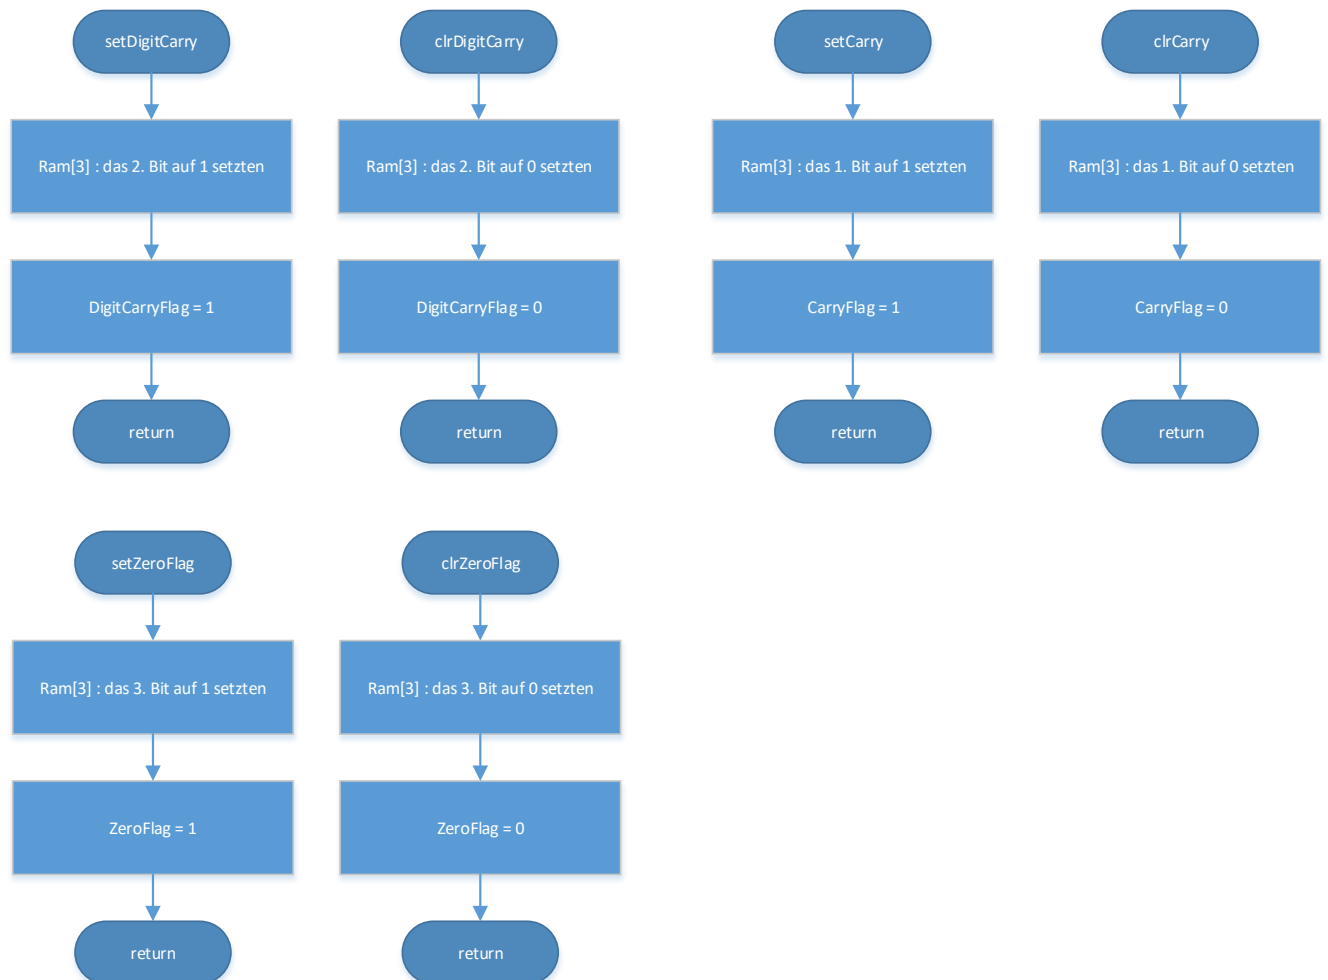 setDigitCarry
clrDigitCarry
setCarry
clrCarry
Ram[3] : das 2. Bit auf 1 setzten
Ram[3] : das 2. Bit auf 0 setzten
Ram[3] : das 1. Bit auf 1 setzten
Ram[3] : das 1. Bit auf 0 setzten
DigitCarryFlag = 1
DigitCarryFlag = 0
CarryFlag = 1
CarryFlag = 0
return
return
return
return
setZeroFlag
clrZeroFlag
Ram[3] : das 3. Bit auf 1 setzten
Ram[3] : das 3. Bit auf 0 setzten
ZeroFlag = 1
ZeroFlag = 0
return
return